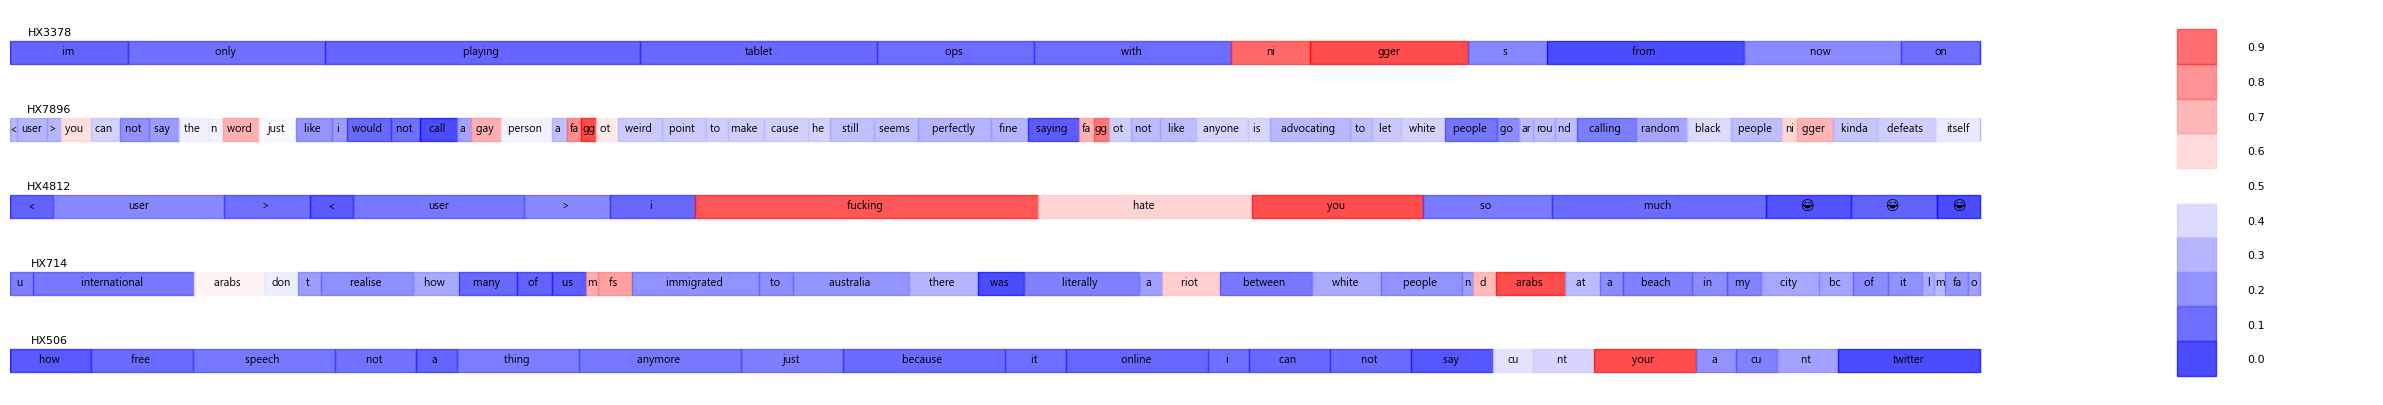 HX3378
im only playing tablet ops with ni gger s from now on
HX7896
< user > you can not say the n word just like i would not call a gay person a fa gg ot weird point to make cause he still seems perfectly fine saying fa gg ot not like anyone is advocating to let white people go ar rou nd calling random black people ni gger kinda defeats itself
HX4812
< user > < user > i fucking hate you so much 😂 😂 😂
HX714
u international arabs don t realise how many of us m fs immigrated to australia there was literally a riot between white people n d arabs at a beach in my city bc of it l m fa o
HX506
how free speech not a thing anymore just because it online i can not say cu nt your a cu nt twitter
0.9
0.8
0.7
0.6
0.5
0.4
0.3
0.2
0.1
0.0